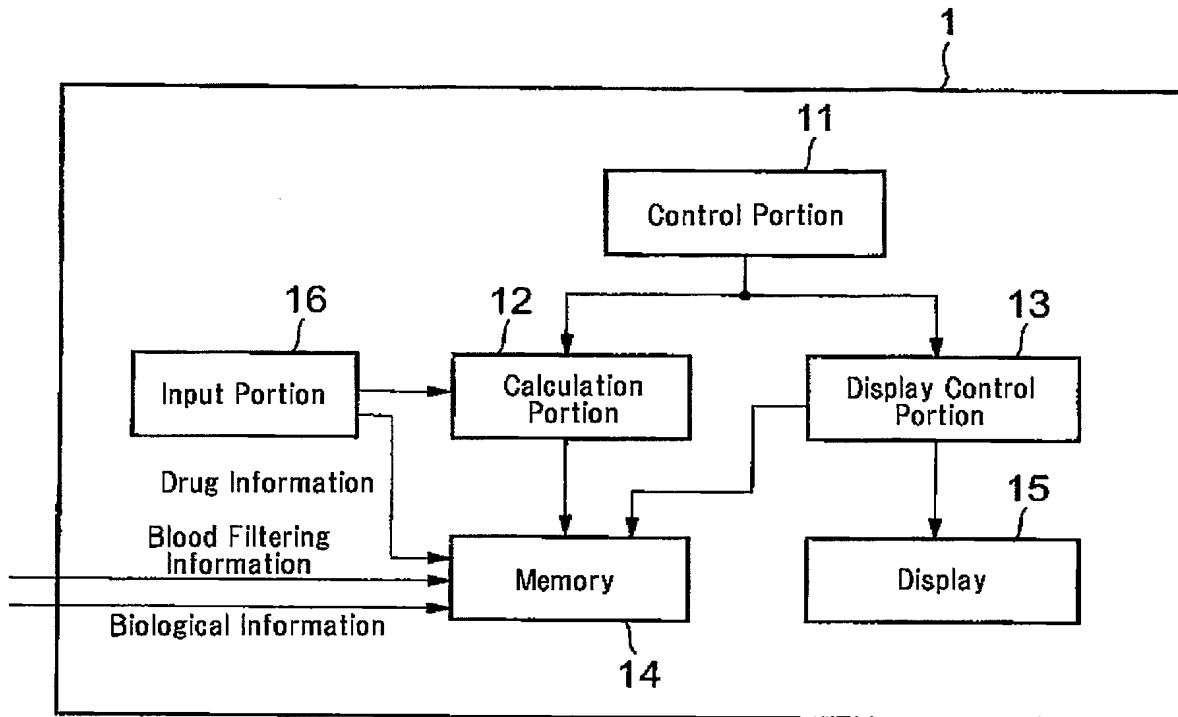 1
11
Control Portion
16
12
13
Input Portion
Calculation
Portion
Display Control
Portion
Drug Information
15
Blood Filtering
Information
Memory
Display
Biological Information
14